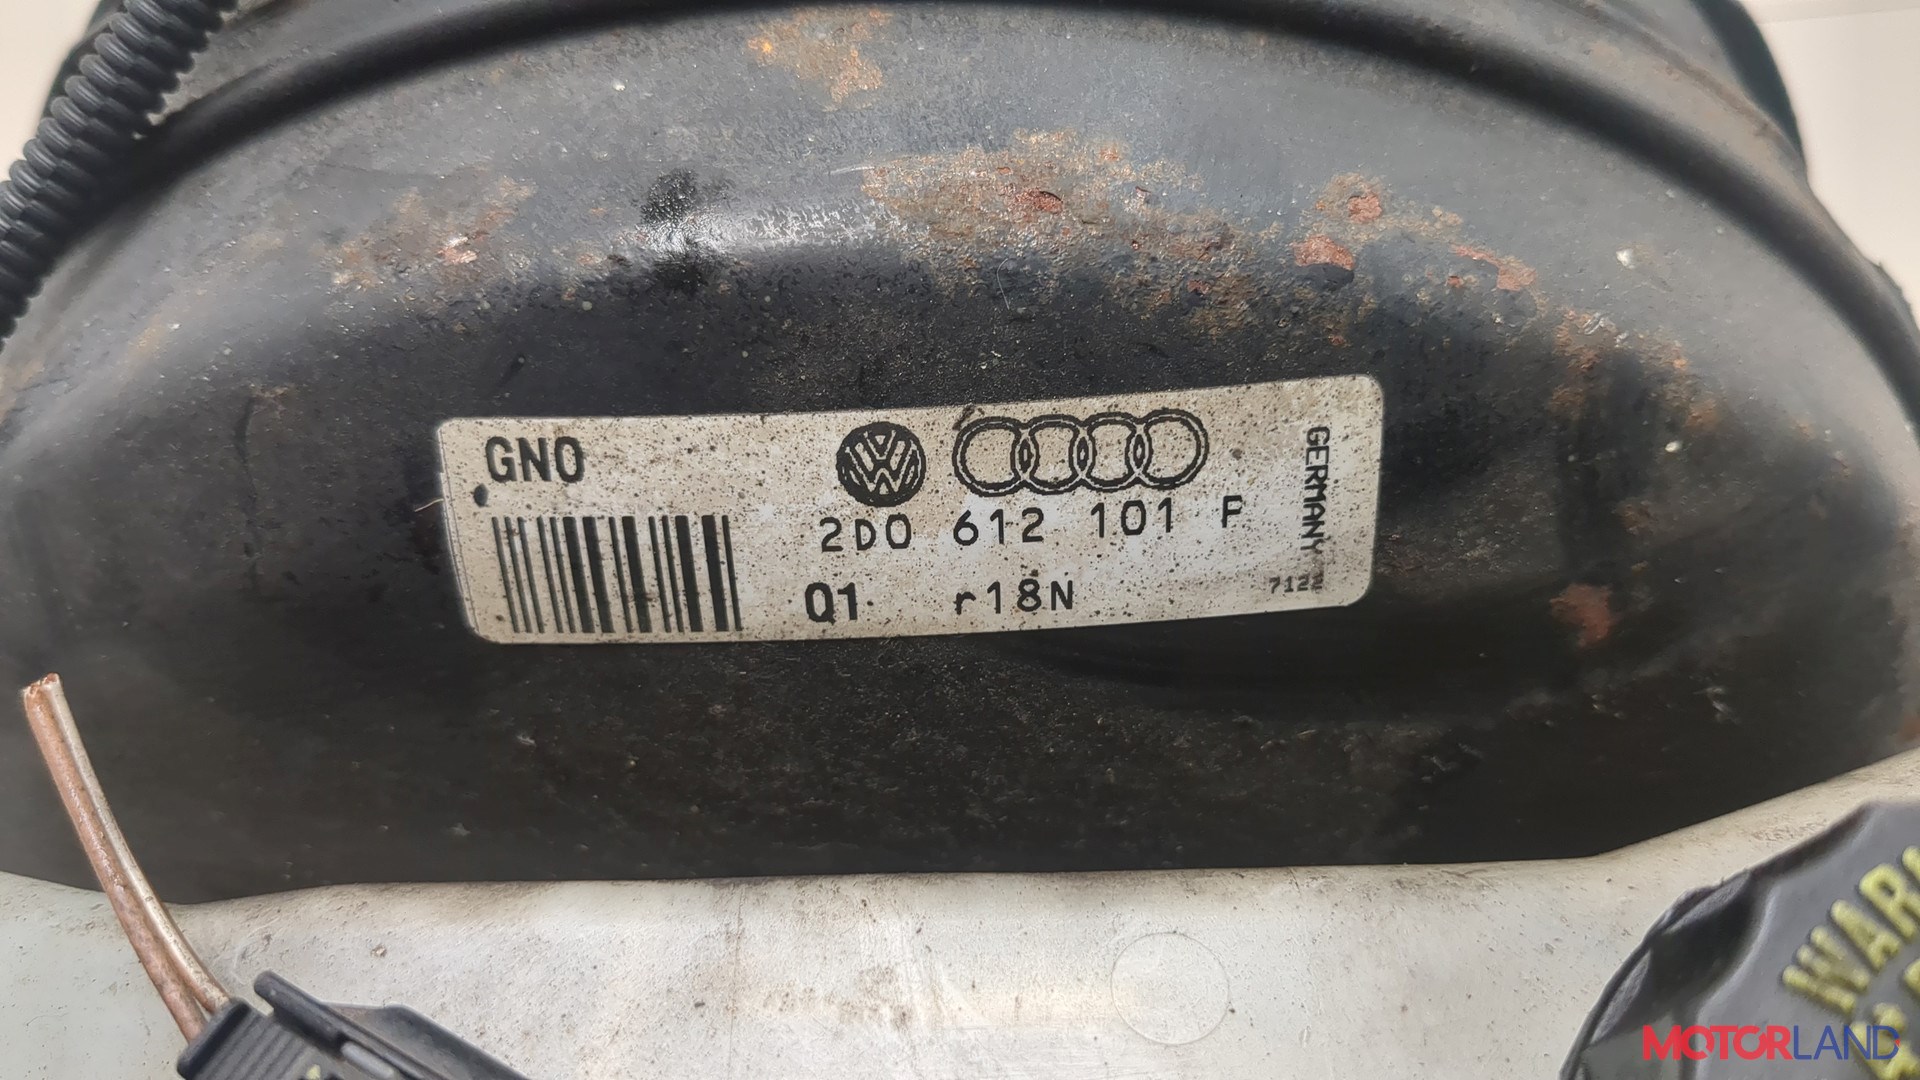 GNO
2D0 612 101 F
Q1 r18N
GERMANY
7122
MOTORLAND